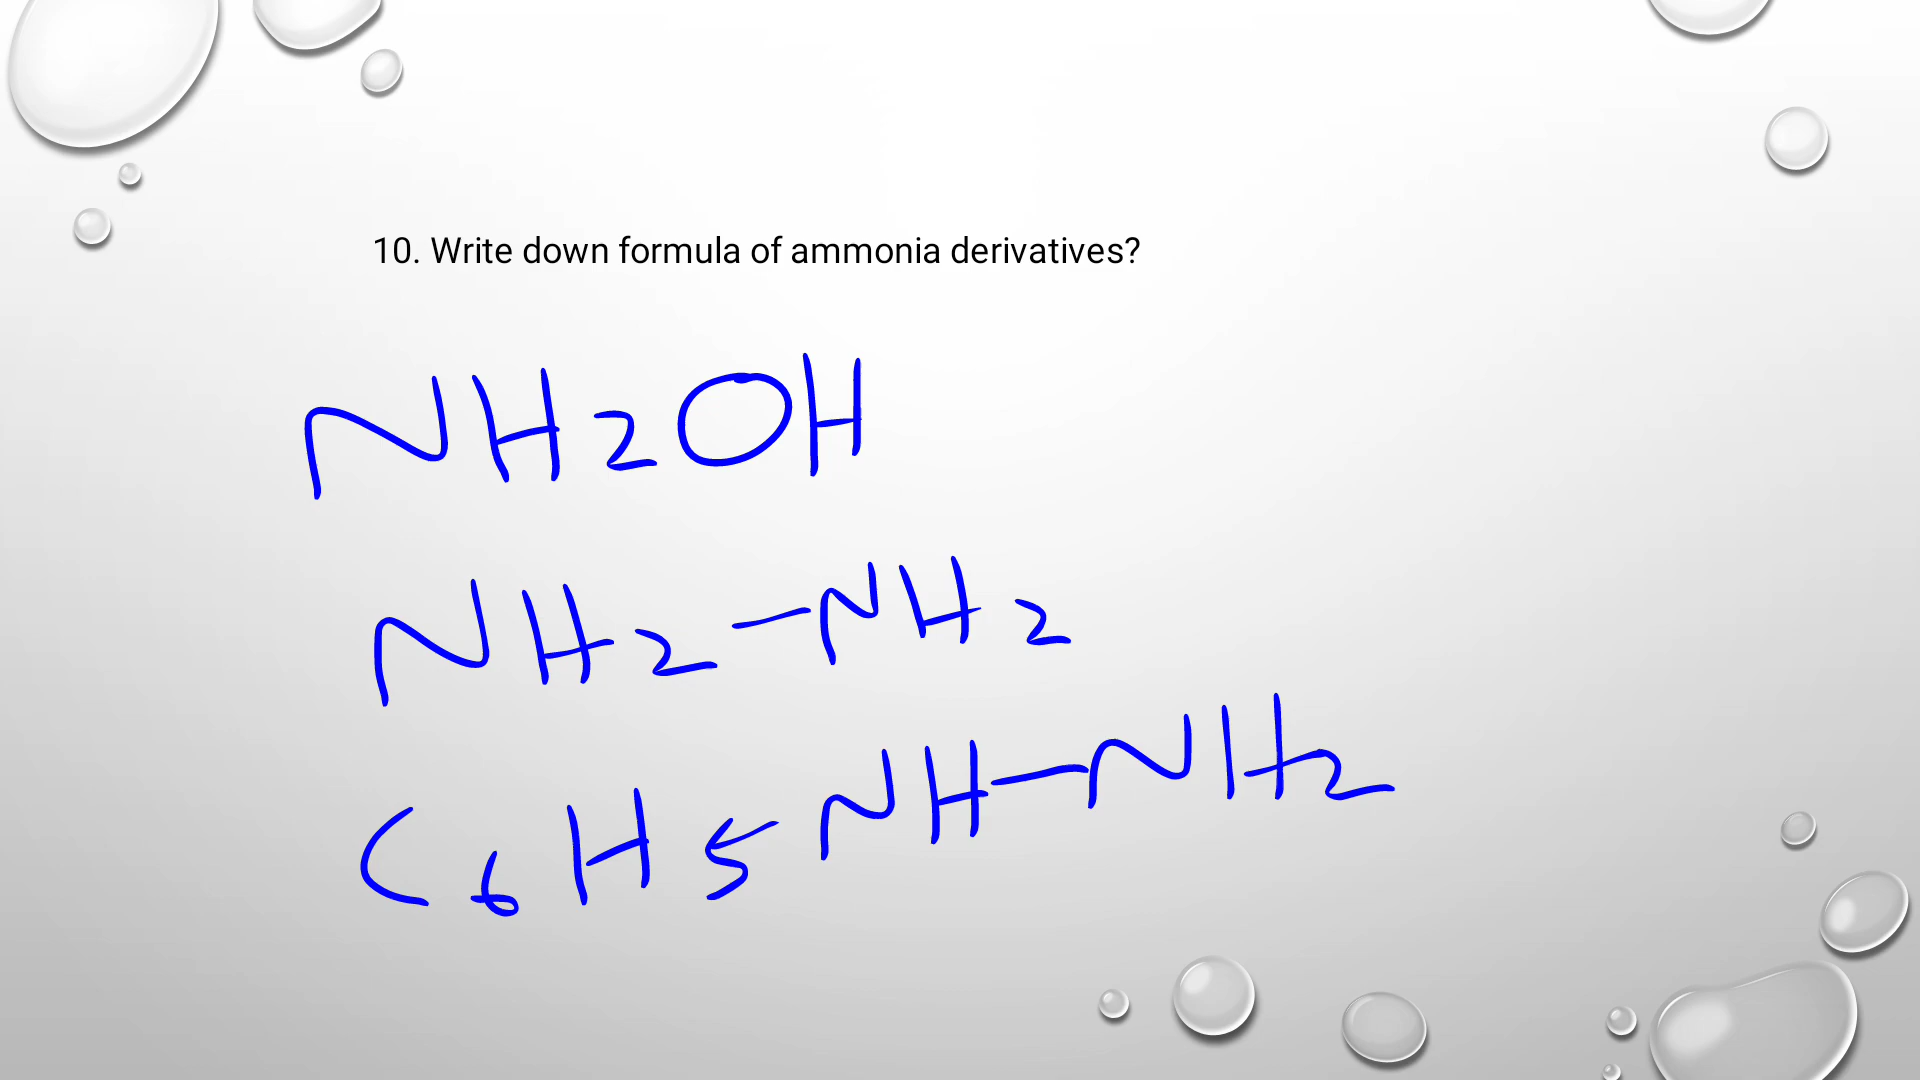 10. Write down formula of ammonia derivatives?
NH2OH
NH2-NH2
C6H5NH-NH2